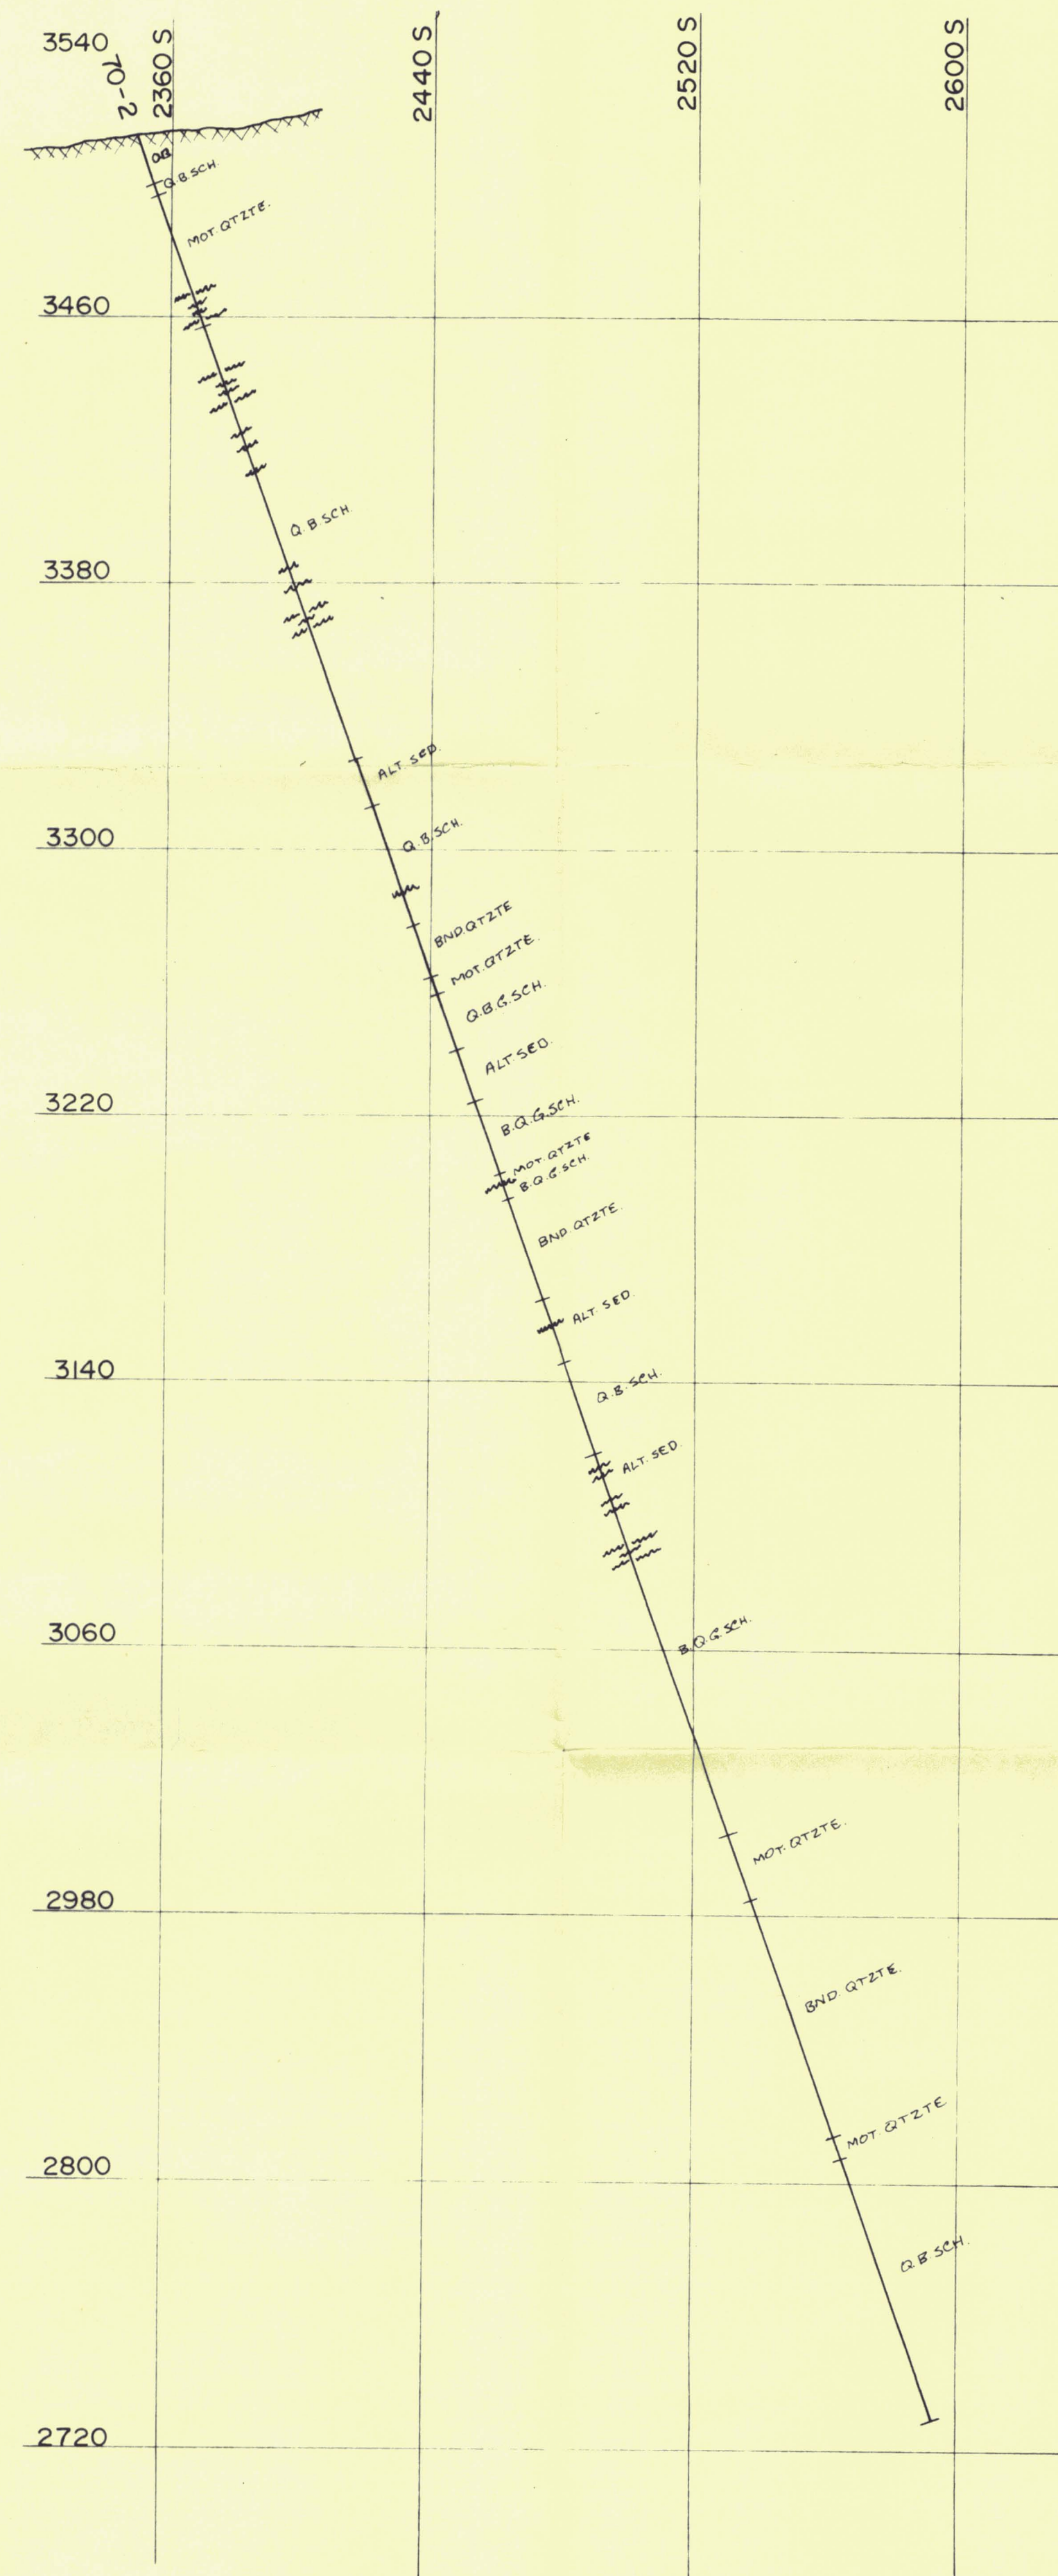 3540
70-2
2360 S
2440 S
2520 S
2600 S
OB
Q.B.SCH.
MOT. QTZTE.
3460
Q.B.SCH.
3380
ALT. SED.
3300
Q.B.SCH.
BND. QTZTE
MOT. QTZTE.
Q.B.G.SCH.
ALT. SED.
3220
B.Q.G.SCH.
MOT. QTZTE
B.Q.G.SCH.
BND. QTZTE.
ALT. SED.
3140
Q.B.SCH.
ALT. SED.
3060
B.Q.G.SCH.
MOT. QTZTE.
2980
BND. QTZTE.
MOT. QTZTE
2800
Q.B.SCH.
2720